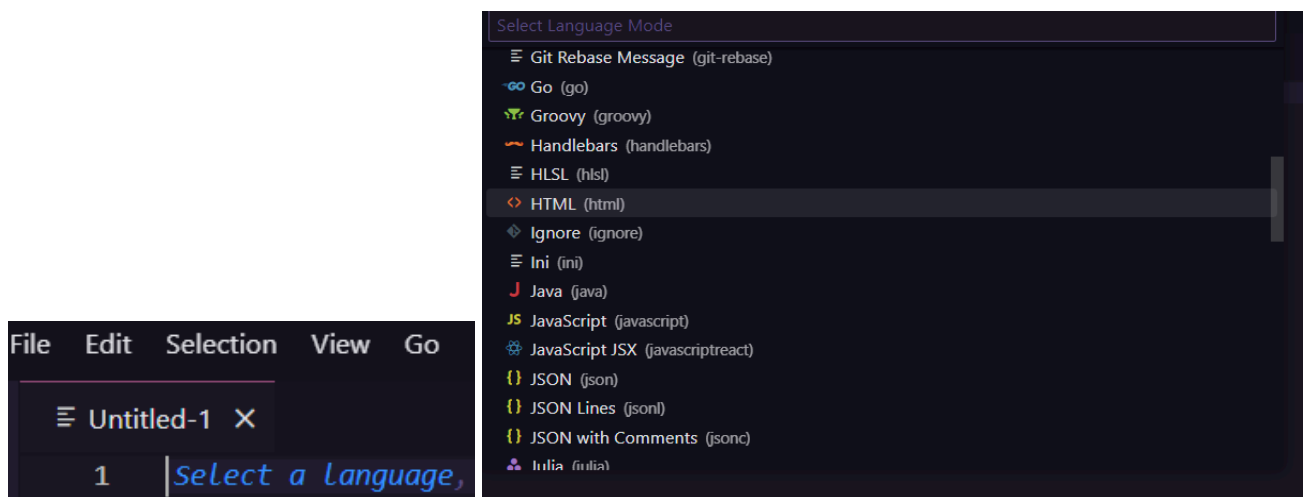 File Edit Selection View Go
Untitled-1
1 Select a language,
Select Language Mode
Git Rebase Message (git-rebase)
GO Go (go)
Groovy (groovy)
Handlebars (handlebars)
HLSL (hlsl)
<> HTML (html)
Ignore (ignore)
Ini (ini)
J Java (java)
JS JavaScript (javascript)
JavaScript JSX (javascriptreact)
{} JSON (json)
{} JSON Lines (jsonl)
{} JSON with Comments (jsonc)
Julia (julia)